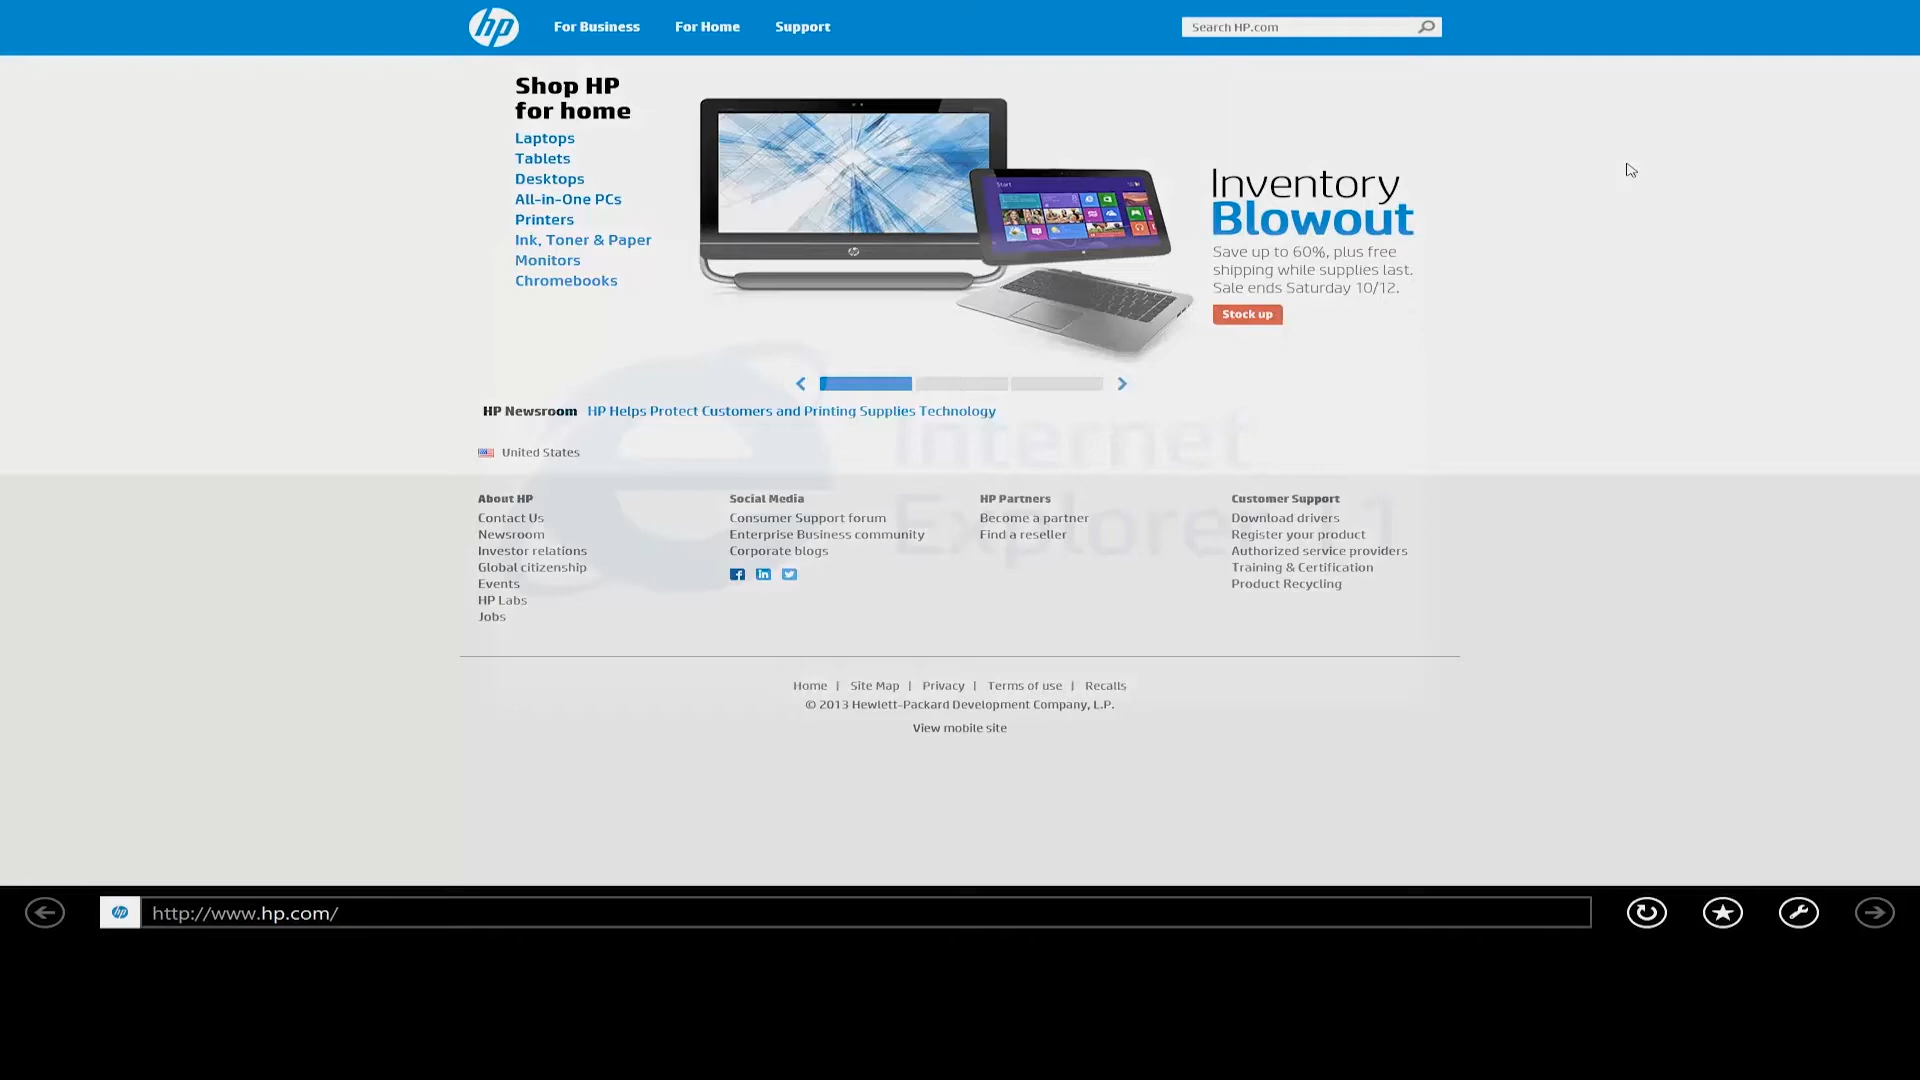 hp
For Business
For Home
Support
Search HP.com
Shop HP
for home
Laptops
Tablets
Desktops
All-in-One PCs
Printers
Ink, Toner & Paper
Monitors
Chromebooks
Start
Inventory
Blowout
Save up to 60%, plus free
shipping while supplies last.
Sale ends Saturday 10/12.
Stock up
HP Newsroom HP Helps Protect Customers and Printing Supplies Technology
Internet
Explorer 11
United States
About HP
Contact Us
Newsroom
Investor relations
Global citizenship
Events
HP Labs
Jobs
Social Media
Consumer Support forum
Enterprise Business community
Corporate blogs
HP Partners
Become a partner
Find a reseller
Customer Support
Download drivers
Register your product
Authorized service providers
Training & Certification
Product Recycling
Home | Site Map | Privacy | Terms of use | Recalls
© 2013 Hewlett-Packard Development Company, L.P.
View mobile site
http://www.hp.com/